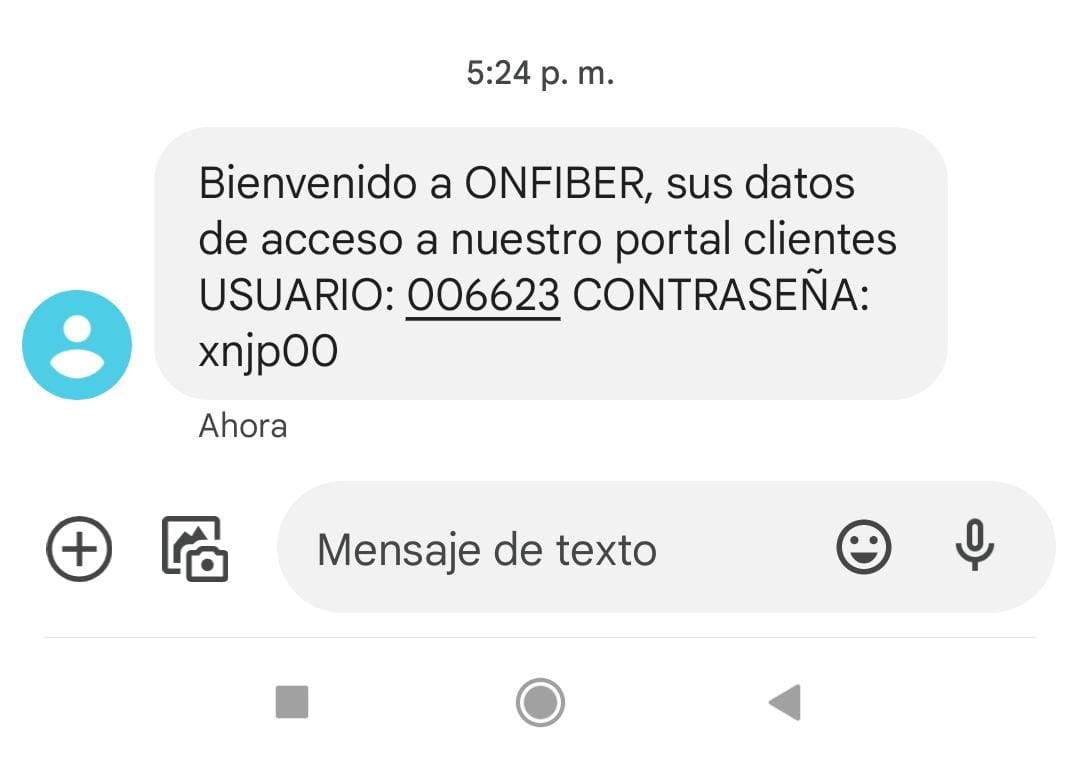 5:24 p. m.
Bienvenido a ONFIBER, sus datos
de acceso a nuestro portal clientes
USUARIO: 006623 CONTRASEÑA:
xnjp00
Ahora
Mensaje de texto